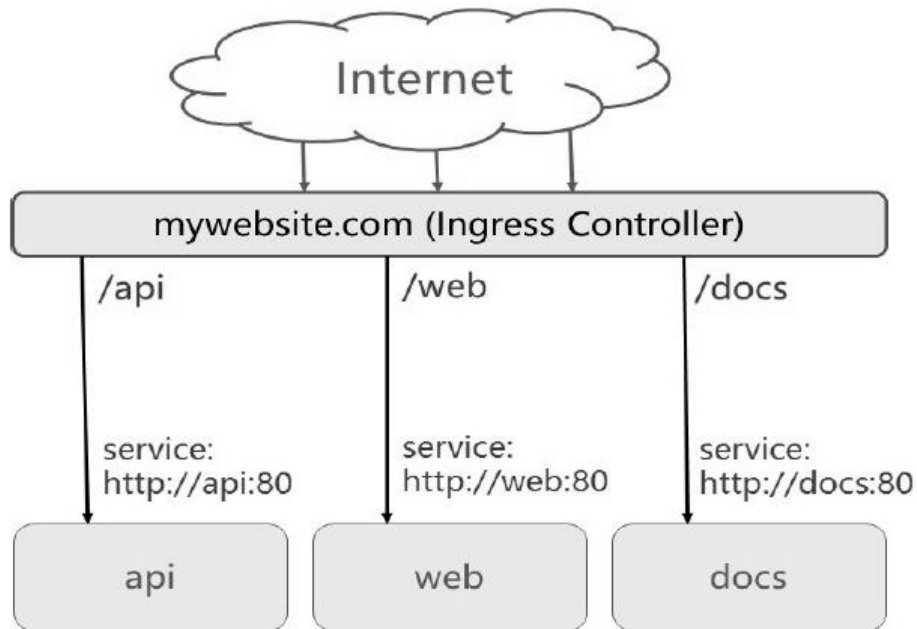 Internet
mywebsite.com (Ingress Controller)
/api
/web
/docs
service:
http://api:80
service:
http://web:80
service:
http://docs:80
api
web
docs